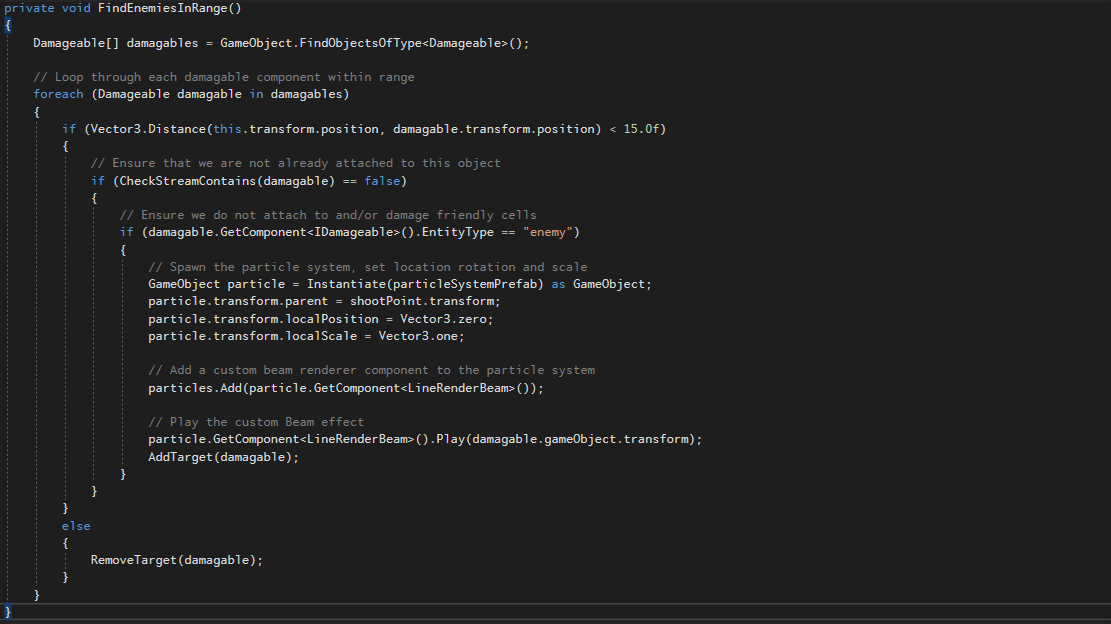 private void FindEnemiesInRange()
{
Damageable[] damagables = GameObject.FindObjectsOfType<Damageable>();
// Loop through each damagable component within range
foreach (Damageable damagable in damagables)
{
if (Vector3.Distance(this.transform.position, damagable.transform.position) < 15.0f)
{
// Ensure that we are not already attached to this object
if (CheckStreamContains(damagable) == false)
{
// Ensure we do not attach to and/or damage friendly cells
if (damagable.GetComponent<IDamageable>().EntityType == "enemy")
{
// Spawn the particle system, set location rotation and scale
GameObject particle = Instantiate(particleSystemPrefab) as GameObject;
particle.transform.parent = shootPoint.transform;
particle.transform.localPosition = Vector3.zero;
particle.transform.localScale = Vector3.one;
// Add a custom beam renderer component to the particle system
particles.Add(particle.GetComponent<LineRenderBeam>());
// Play the custom Beam effect
particle.GetComponent<LineRenderBeam>().Play(damagable.gameObject.transform);
AddTarget(damagable);
}
}
}
else
{
RemoveTarget(damagable);
}
}
}